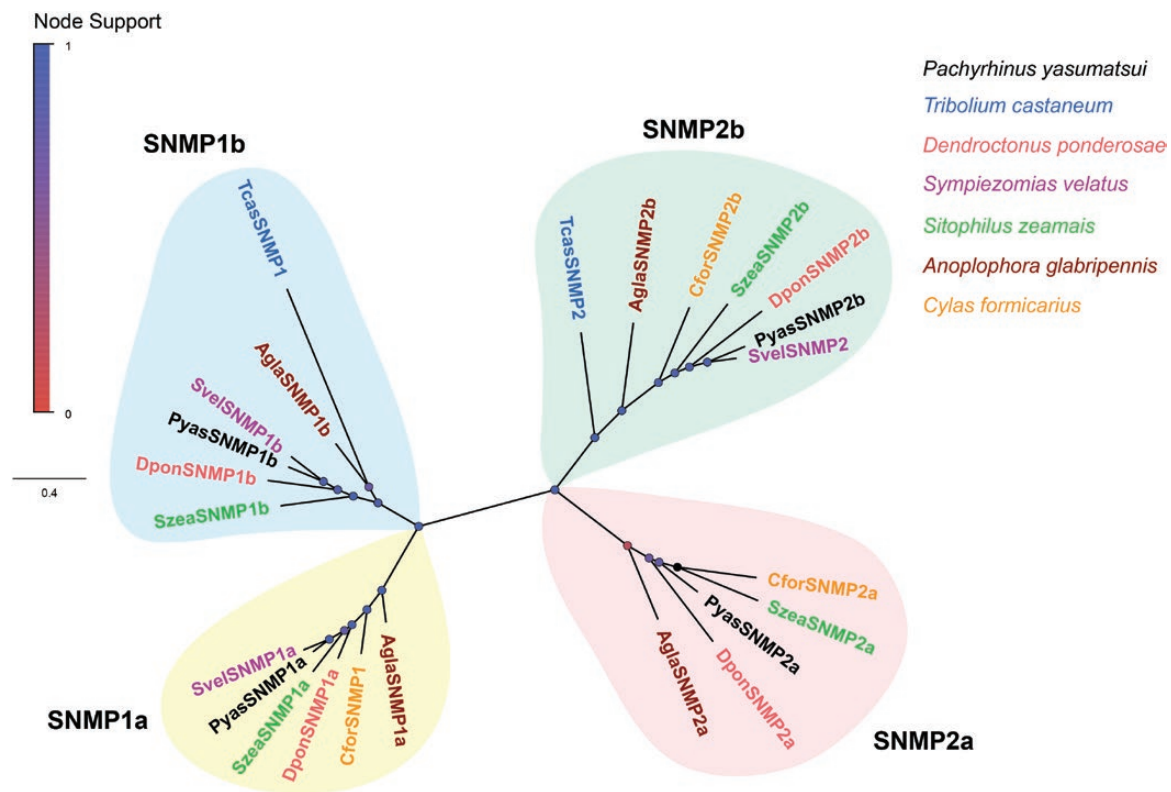 Node Support
1
0
0.4
Pachyrhinus yasumatsui
Tribolium castaneum
Dendroctonus ponderosae
Sympiezomias velatus
Sitophilus zeamais
Anoplophora glabripennis
Cylas formicarius
SNMP1b
TcasSNMP1
AglaSNMP1b
SvelSNMP1b
PyasSNMP1b
DponSNMP1b
SzeaSNMP1b
SNMP2b
TcasSNMP2
AglaSNMP2b
CforSNMP2b
SzeaSNMP2b
DponSNMP2b
PyasSNMP2b
SvelSNMP2
SNMP1a
SvelSNMP1a
PyasSNMP1a
SzeaSNMP1a
DponSNMP1a
CforSNMP1
AglaSNMP1a
CforSNMP2a
SzeaSNMP2a
PyasSNMP2a
DponSNMP2a
AglaSNMP2a
SNMP2a